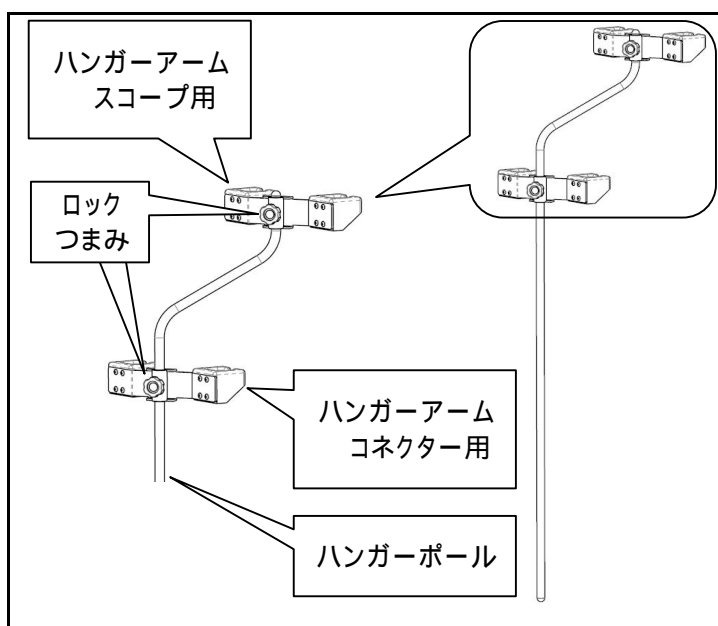 ハンガーアーム
スコープ用
ロック
つまみ
ハンガーアーム
コネクター用
ハンガーポール